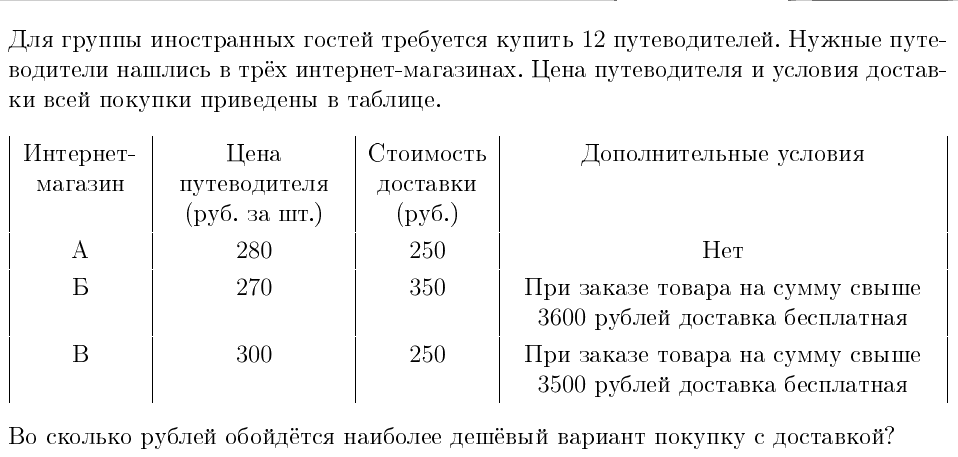 Для группы иностранных гостей требуется купить 12 путеводителей. Нужные путе-
водители нашлись в трёх интернет-магазинах. Цена путеводителя и условия достав-
ки всей покупки приведены в таблице.
Интернет- Цена Стоимость Дополнительные условия
магазин путеводителя доставки
(руб. за шт.) (руб.)
А 280 250 Нет
Б 270 350 При заказе товара на сумму свыше
3600 рублей доставка бесплатная
В 300 250 При заказе товара на сумму свыше
3500 рублей доставка бесплатная
Во сколько рублей обойдётся наиболее дешёвый вариант покупку с доставкой?